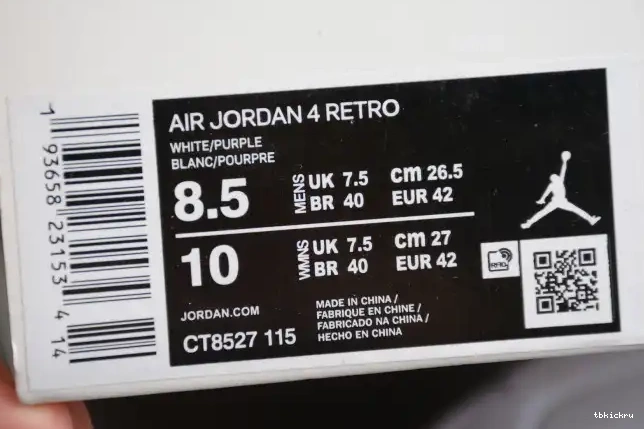 1 93658 23153 4 14
AIR JORDAN 4 RETRO
WHITE/PURPLE
BLANC/POURPRE
8.5
MENS
UK 7.5 Cm 26.5
BR 40 EUR 42
10
WMNS
UK 7.5 Cm 27
BR 40 EUR 42
RFID
JORDAN.COM
MADE IN CHINA /
FABRIQUE EN CHINE /
FABRICADO NA CHINA /
HECHO EN CHINA
CT8527 115
tbkickru